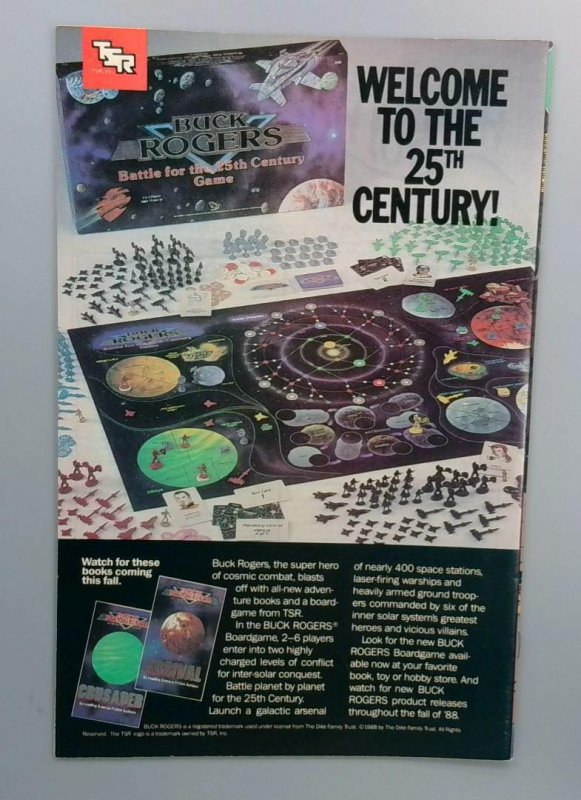 TSR
TSR, Inc.
BUCK
ROGERS
Battle for the 25th Century
Game
WELCOME
TO THE
25TH
CENTURY!
BUCK
ROGERS
Watch for these
books coming
this fall.
ARRIVAL
CRUSADER
Buck Rogers, the super hero
of cosmic combat, blasts
off with all-new adven-
ture books and a board-
game from TSR.
In the BUCK ROGERS®
Boardgame, 2–6 players
enter into two highly
charged levels of conflict
for inter-solar conquest.
Battle planet by planet
for the 25th Century.
Launch a galactic arsenal
of nearly 400 space stations,
laser-firing warships and
heavily armed ground troop-
ers commanded by six of the
inner solar system's greatest
heroes and vicious villains.
Look for the new BUCK
ROGERS Boardgame avail-
able now at your favorite
book, toy or hobby store. And
watch for new BUCK
ROGERS product releases
throughout the fall of '88.
BUCK ROGERS is a registered trademark used under license from The Dille Family Trust. ©1988 by The Dille Family Trust. All Rights
Reserved. The TSR logo is a trademark owned by TSR, Inc.